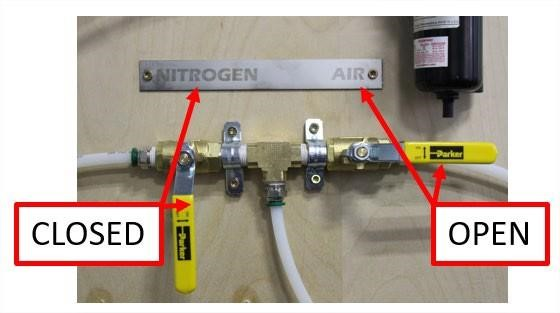 NITROGEN AIR
Parker
CLOSED
OPEN
Parker